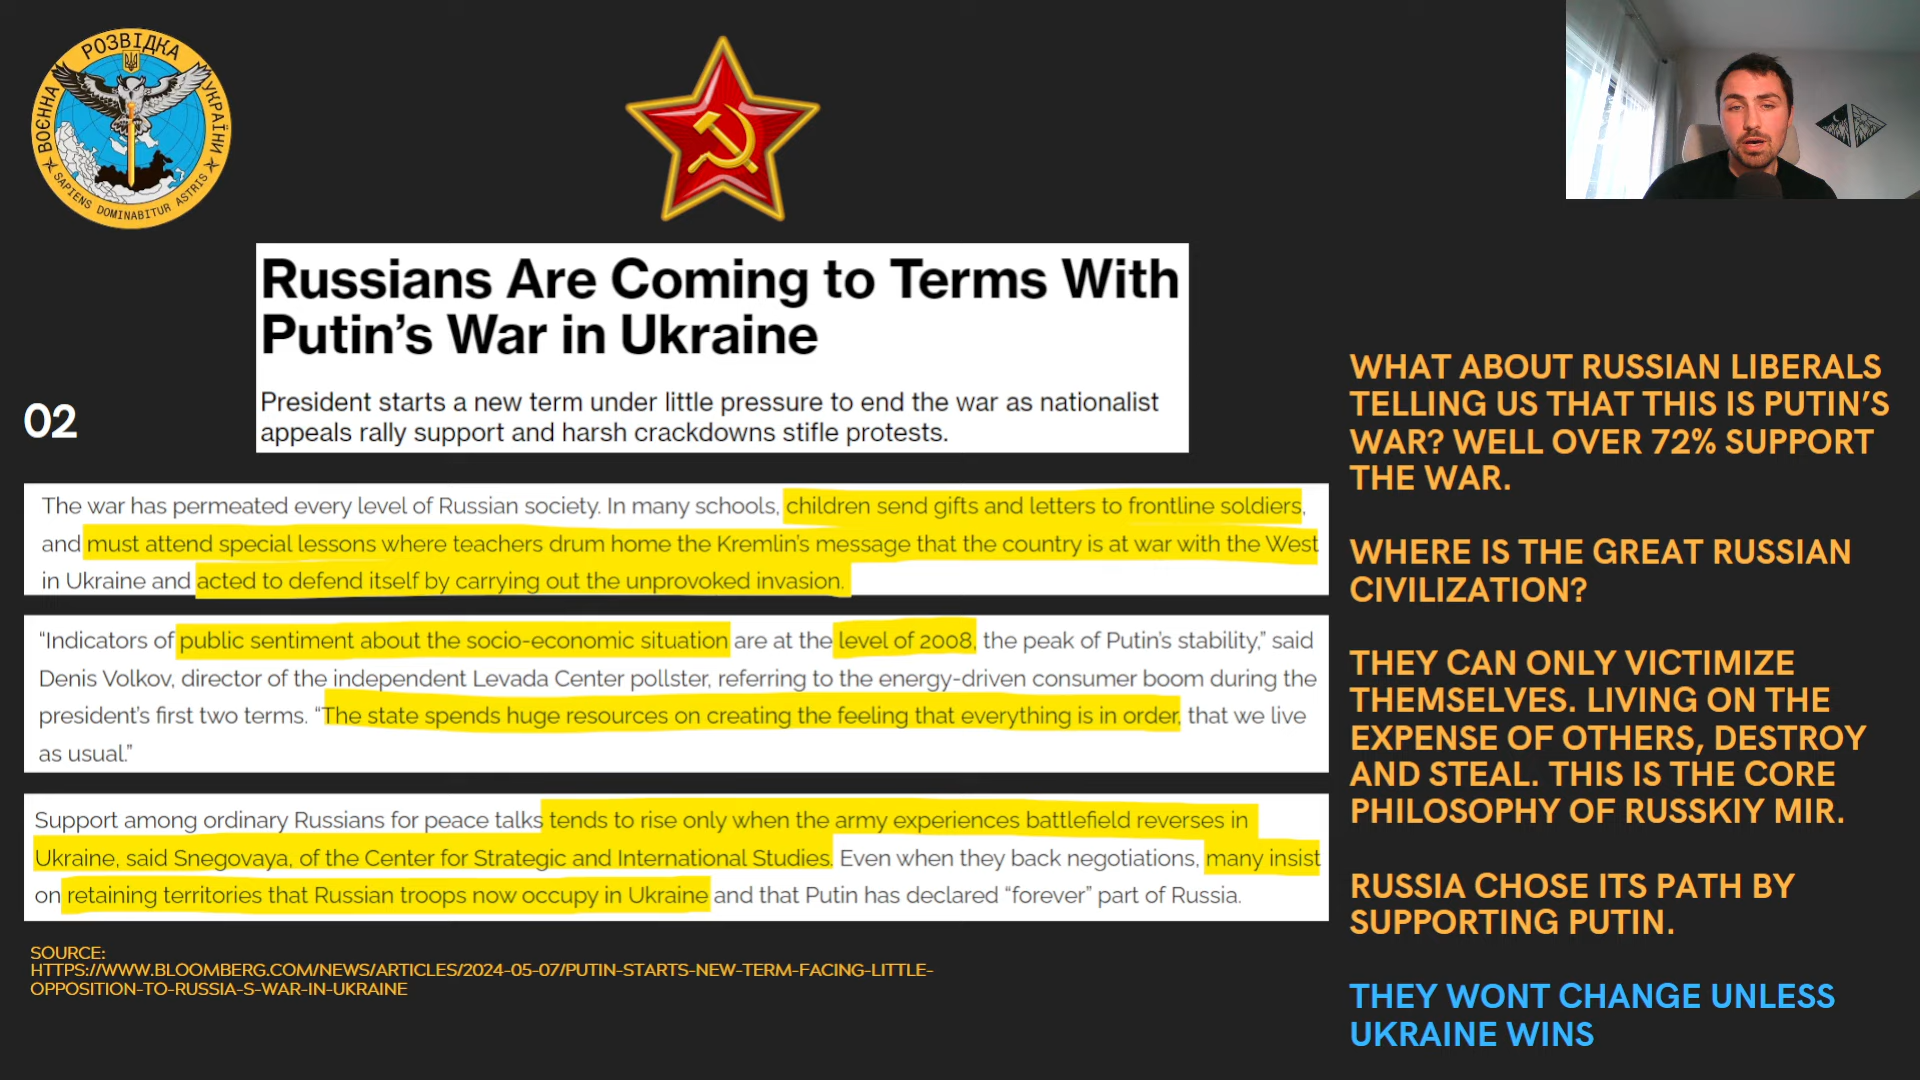 ВОЄННА РОЗВІДКА УКРАЇНИ
SAPIENS DOMINABITUR ASTRIS
Russians Are Coming to Terms With
Putin’s War in Ukraine
President starts a new term under little pressure to end the war as nationalist
appeals rally support and harsh crackdowns stifle protests.
02
The war has permeated every level of Russian society. In many schools, children send gifts and letters to frontline soldiers,
and must attend special lessons where teachers drum home the Kremlin’s message that the country is at war with the West
in Ukraine and acted to defend itself by carrying out the unprovoked invasion.
“Indicators of public sentiment about the socio-economic situation are at the level of 2008, the peak of Putin’s stability,” said
Denis Volkov, director of the independent Levada Center pollster, referring to the energy-driven consumer boom during the
president’s first two terms. “The state spends huge resources on creating the feeling that everything is in order, that we live
as usual.”
Support among ordinary Russians for peace talks tends to rise only when the army experiences battlefield reverses in
Ukraine, said Snegovaya, of the Center for Strategic and International Studies. Even when they back negotiations, many insist
on retaining territories that Russian troops now occupy in Ukraine and that Putin has declared “forever” part of Russia.
SOURCE:
HTTPS://WWW.BLOOMBERG.COM/NEWS/ARTICLES/2024-05-07/PUTIN-STARTS-NEW-TERM-FACING-LITTLE-
OPPOSITION-TO-RUSSIA-S-WAR-IN-UKRAINE
WHAT ABOUT RUSSIAN LIBERALS
TELLING US THAT THIS IS PUTIN’S
WAR? WELL OVER 72% SUPPORT
THE WAR.
WHERE IS THE GREAT RUSSIAN
CIVILIZATION?
THEY CAN ONLY VICTIMIZE
THEMSELVES. LIVING ON THE
EXPENSE OF OTHERS, DESTROY
AND STEAL. THIS IS THE CORE
PHILOSOPHY OF RUSSKIY MIR.
RUSSIA CHOSE ITS PATH BY
SUPPORTING PUTIN.
THEY WONT CHANGE UNLESS
UKRAINE WINS